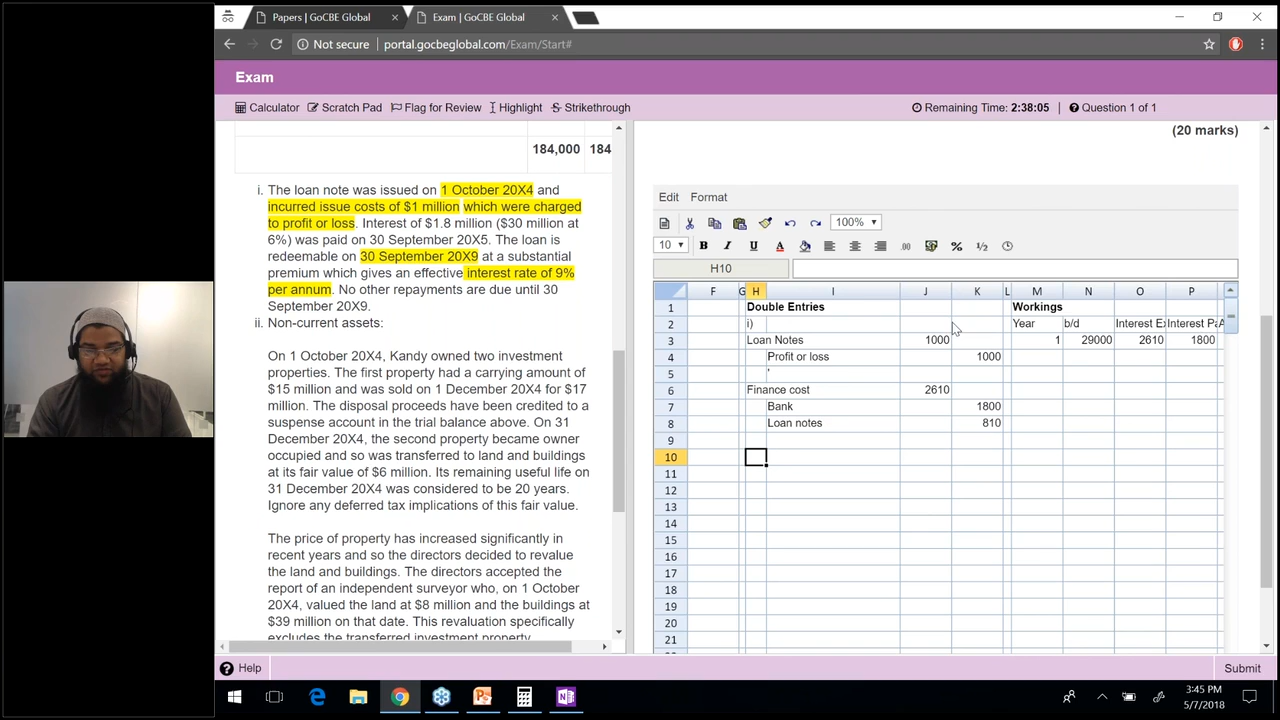 Papers | GoCBE Global
Exam | GoCBE Global
Not secure portal.gocbeglobal.com/Exam/Start#
Exam
Calculator Scratch Pad Flag for Review Highlight Strikethrough
Remaining Time: 2:38:05 Question 1 of 1
184,000 184
i. The loan note was issued on 1 October 20X4 and
incurred issue costs of $1 million which were charged
to profit or loss. Interest of $1.8 million ($30 million at
6%) was paid on 30 September 20X5. The loan is
redeemable on 30 September 20X9 at a substantial
premium which gives an effective interest rate of 9%
per annum. No other repayments are due until 30
September 20X9.
ii. Non-current assets:
On 1 October 20X4, Kandy owned two investment
properties. The first property had a carrying amount of
$15 million and was sold on 1 December 20X4 for $17
million. The disposal proceeds have been credited to a
suspense account in the trial balance above. On 31
December 20X4, the second property became owner
occupied and so was transferred to land and buildings
at its fair value of $6 million. Its remaining useful life on
31 December 20X4 was considered to be 20 years.
Ignore any deferred tax implications of this fair value.
The price of property has increased significantly in
recent years and so the directors decided to revalue
the land and buildings. The directors accepted the
report of an independent surveyor who, on 1 October
20X4, valued the land at $8 million and the buildings at
$39 million on that date. This revaluation specifically
excludes the transferred investment property
(20 marks)
Edit Format
100%
10 B I U A .00 % ½
H10
F G H I J K L M N O P
1 Double Entries Workings
2 i) Year b/d Interest E Interest Pa A
3 Loan Notes 1000 1 29000 2610 1800
4 Profit or loss 1000
5 '
6 Finance cost 2610
7 Bank 1800
8 Loan notes 810
9
10
11
12
13
14
15
16
17
18
19
20
21
Help Submit
3:45 PM
5/7/2018